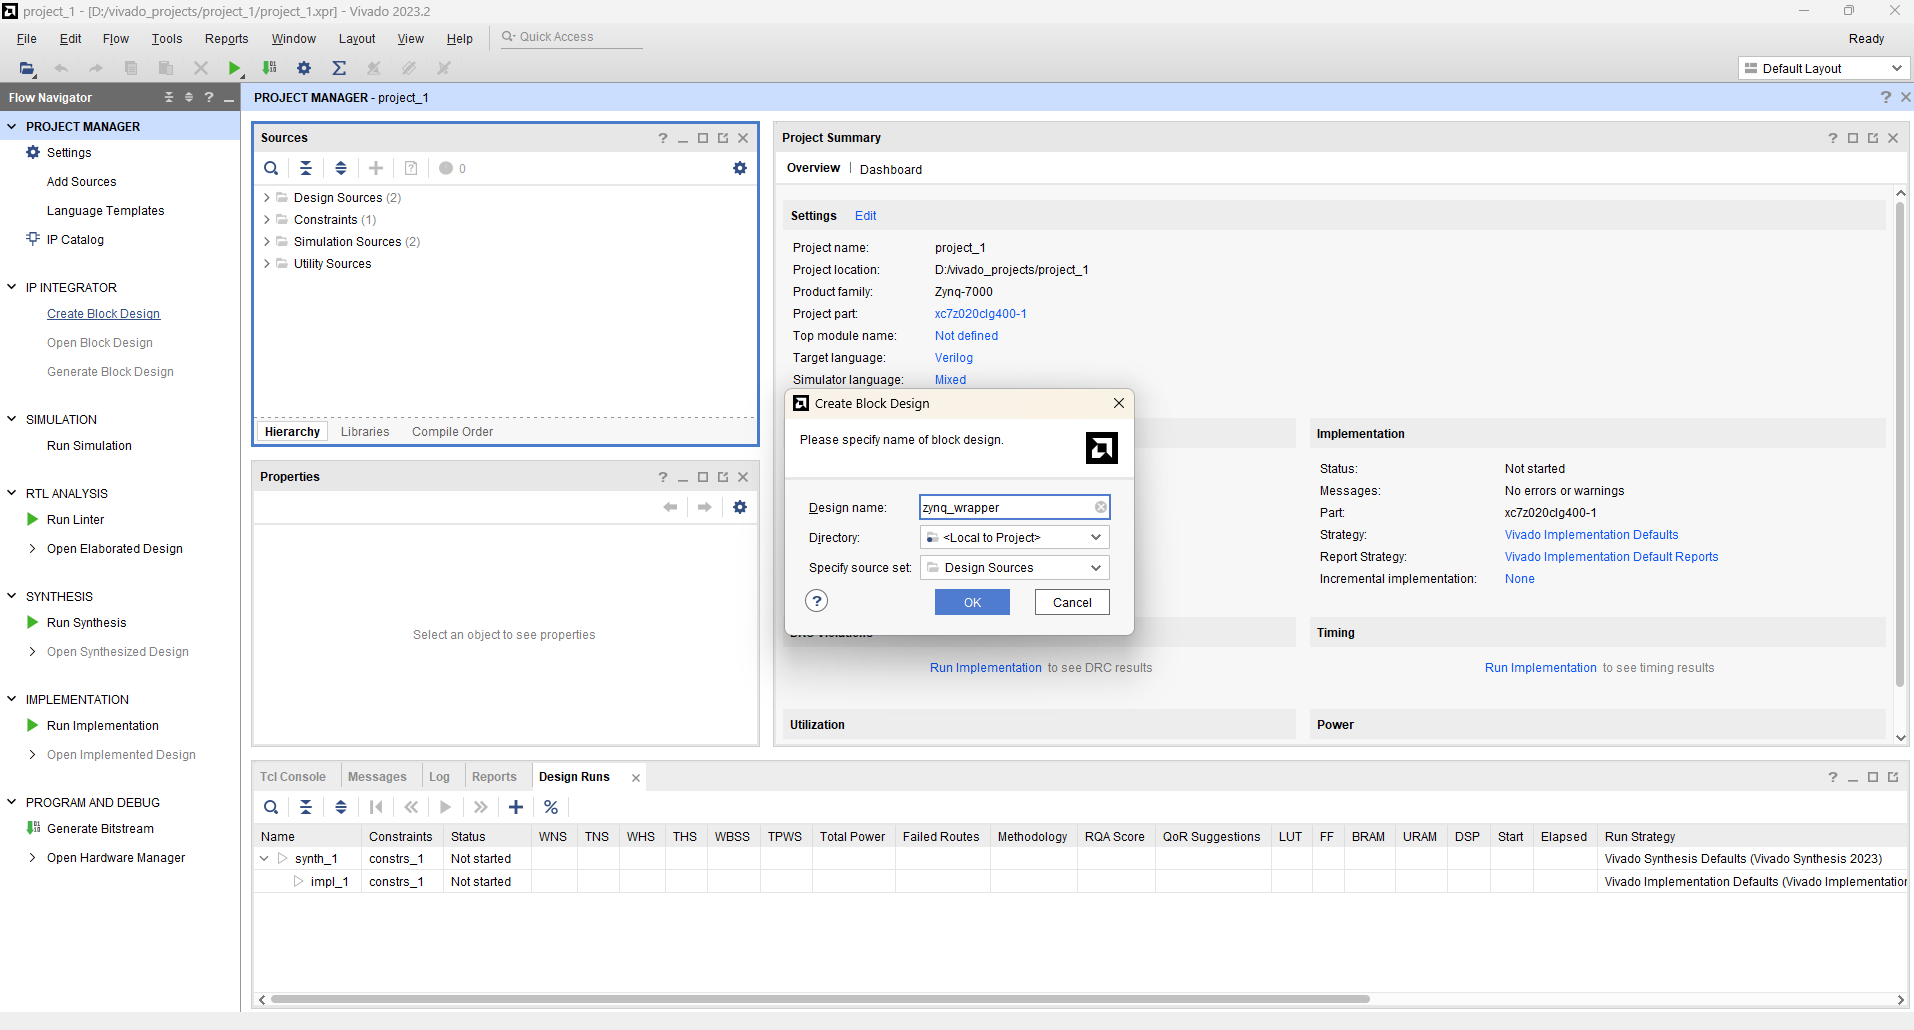 project_1 - [D:/vivado_projects/project_1/project_1.xpr] - Vivado 2023.2
File Edit Flow Tools Reports Window Layout View Help Quick Access Ready
Default Layout
Flow Navigator
PROJECT MANAGER - project_1
PROJECT MANAGER
Settings
Add Sources
Language Templates
IP Catalog
IP INTEGRATOR
Create Block Design
Open Block Design
Generate Block Design
SIMULATION
Run Simulation
RTL ANALYSIS
Run Linter
Open Elaborated Design
SYNTHESIS
Run Synthesis
Open Synthesized Design
IMPLEMENTATION
Run Implementation
Open Implemented Design
PROGRAM AND DEBUG
Generate Bitstream
Open Hardware Manager
Sources
0
Design Sources (2)
Constraints (1)
Simulation Sources (2)
Utility Sources
Hierarchy Libraries Compile Order
Properties
Select an object to see properties
Project Summary
Overview | Dashboard
Settings Edit
Project name: project_1
Project location: D:/vivado_projects/project_1
Product family: Zynq-7000
Project part: xc7z020clg400-1
Top module name: Not defined
Target language: Verilog
Simulator language: Mixed
Create Block Design
Please specify name of block design.
Design name: zynq_wrapper
Directory: <Local to Project>
Specify source set: Design Sources
? OK Cancel
Implementation
Status: Not started
Messages: No errors or warnings
Part: xc7z020clg400-1
Strategy: Vivado Implementation Defaults
Report Strategy: Vivado Implementation Default Reports
Incremental implementation: None
Timing
Run Implementation to see DRC results
Run Implementation to see timing results
Utilization
Power
Tcl Console Messages Log Reports Design Runs
Name Constraints Status WNS TNS WHS THS WBSS TPWS Total Power Failed Routes Methodology RQA Score QoR Suggestions LUT FF BRAM URAM DSP Start Elapsed Run Strategy
synth_1 constrs_1 Not started Vivado Synthesis Defaults (Vivado Synthesis 2023)
impl_1 constrs_1 Not started Vivado Implementation Defaults (Vivado Implementation